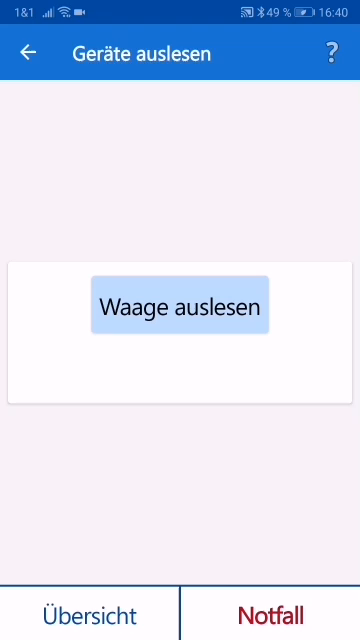 1&1 49 % 16:40
Geräte auslesen ?
Waage auslesen
Übersicht Notfall